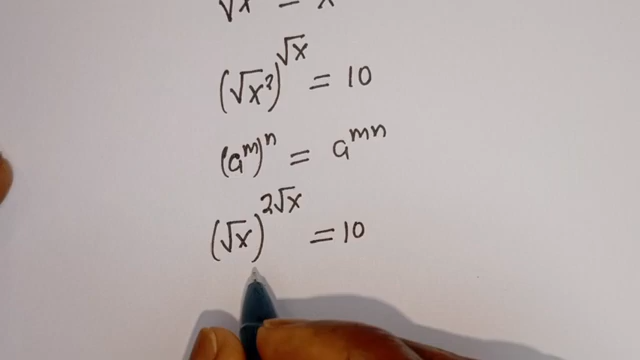 √x = x
(√x²)^√x = 10
(a^m)^n = a^mn
(√x)^2√x = 10